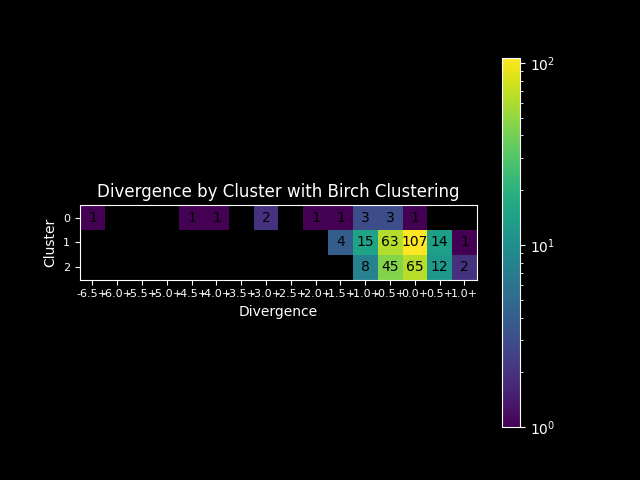 Divergence by Cluster with Birch Clustering
Cluster
0 1 1 1 2 1 1 3 3 1
1 4 15 63 107 14 1
2 8 45 65 12 2
-6.5+ -6.0+ -5.5+ -5.0+ -4.5+ -4.0+ -3.5+ -3.0+ -2.5+ -2.0+ -1.5+ -1.0+ -0.5+ 0.0+ 0.5+ 1.0+
Divergence
10²
10¹
10⁰